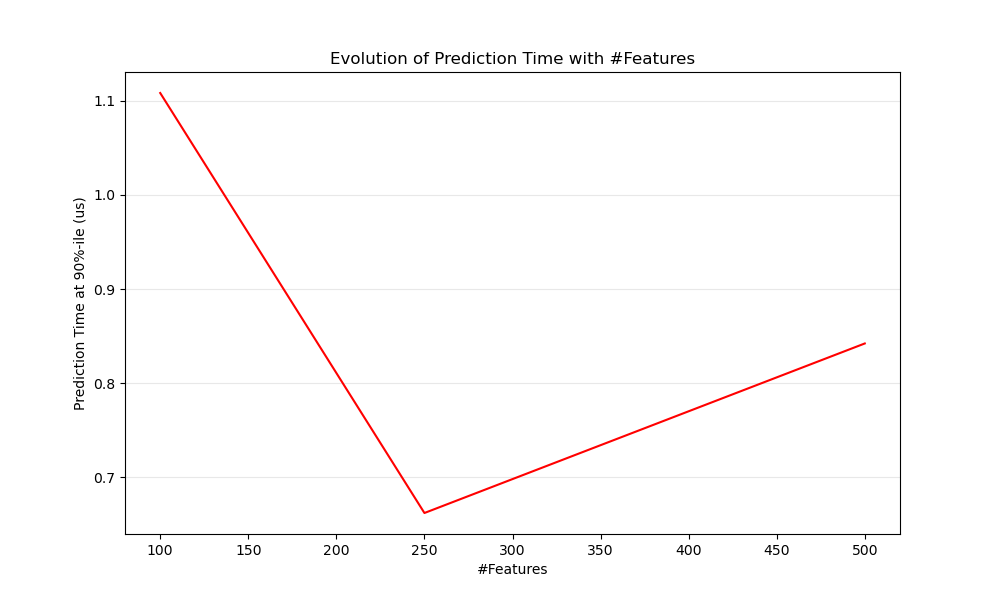 Evolution of Prediction Time with #Features
Prediction Time at 90%-ile (us)
1.1
1.0
0.9
0.8
0.7
100 150 200 250 300 350 400 450 500
#Features